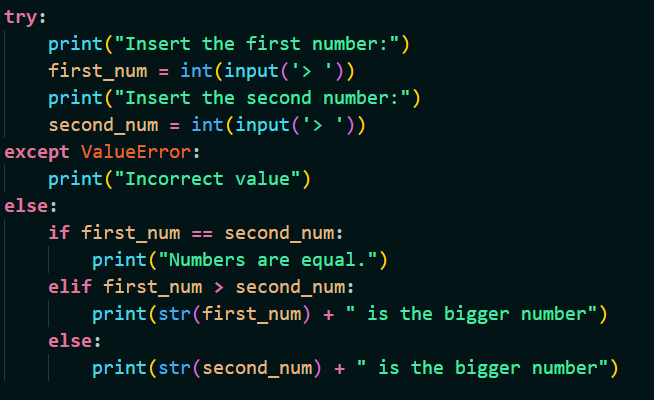 try:
    print("Insert the first number:")
    first_num = int(input('> '))
    print("Insert the second number:")
    second_num = int(input('> '))
except ValueError:
    print("Incorrect value")
else:
    if first_num == second_num:
        print("Numbers are equal.")
    elif first_num > second_num:
        print(str(first_num) + " is the bigger number")
    else:
        print(str(second_num) + " is the bigger number")